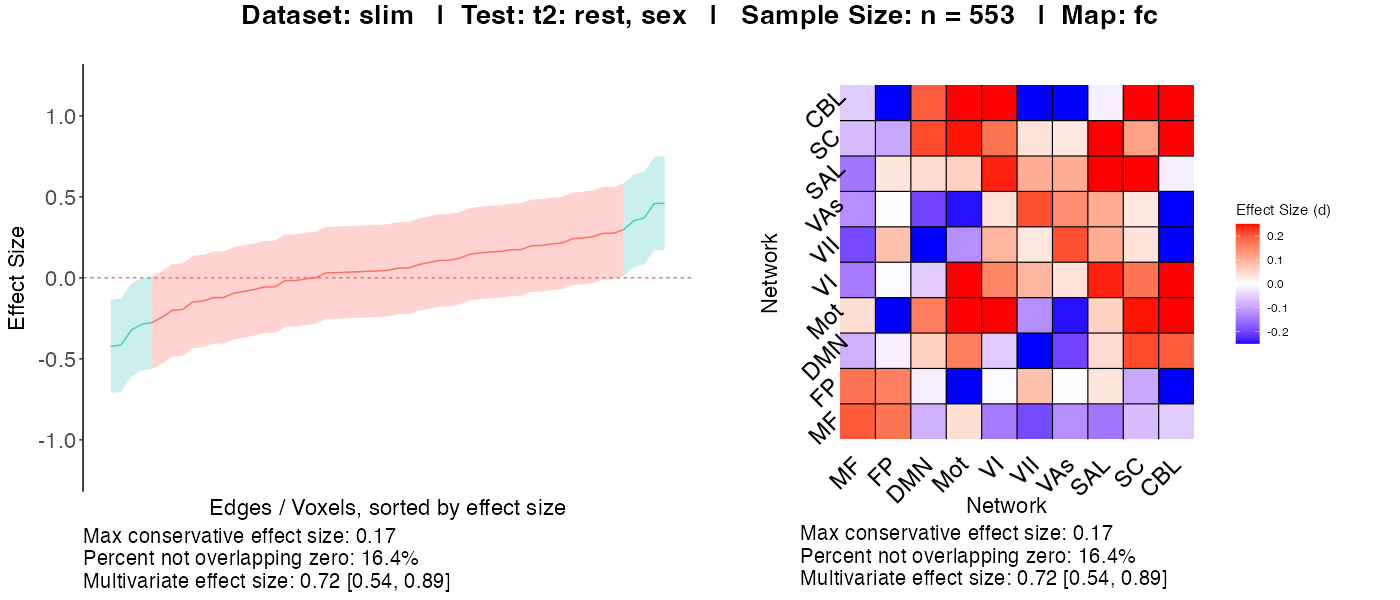 Dataset: slim | Test: t2: rest, sex | Sample Size: n = 553 | Map: fc
Effect Size
1.0
0.5
0.0
-0.5
-1.0
Edges / Voxels, sorted by effect size
Max conservative effect size: 0.17
Percent not overlapping zero: 16.4%
Multivariate effect size: 0.72 [0.54, 0.89]
Network
CBL
SC
SAL
VAs
VII
VI
Mot
DMN
FP
MF
MF FP DMN Mot VI VII VAs SAL SC CBL
Network
Max conservative effect size: 0.17
Percent not overlapping zero: 16.4%
Multivariate effect size: 0.72 [0.54, 0.89]
Effect Size (d)
0.2
0.1
0.0
-0.1
-0.2